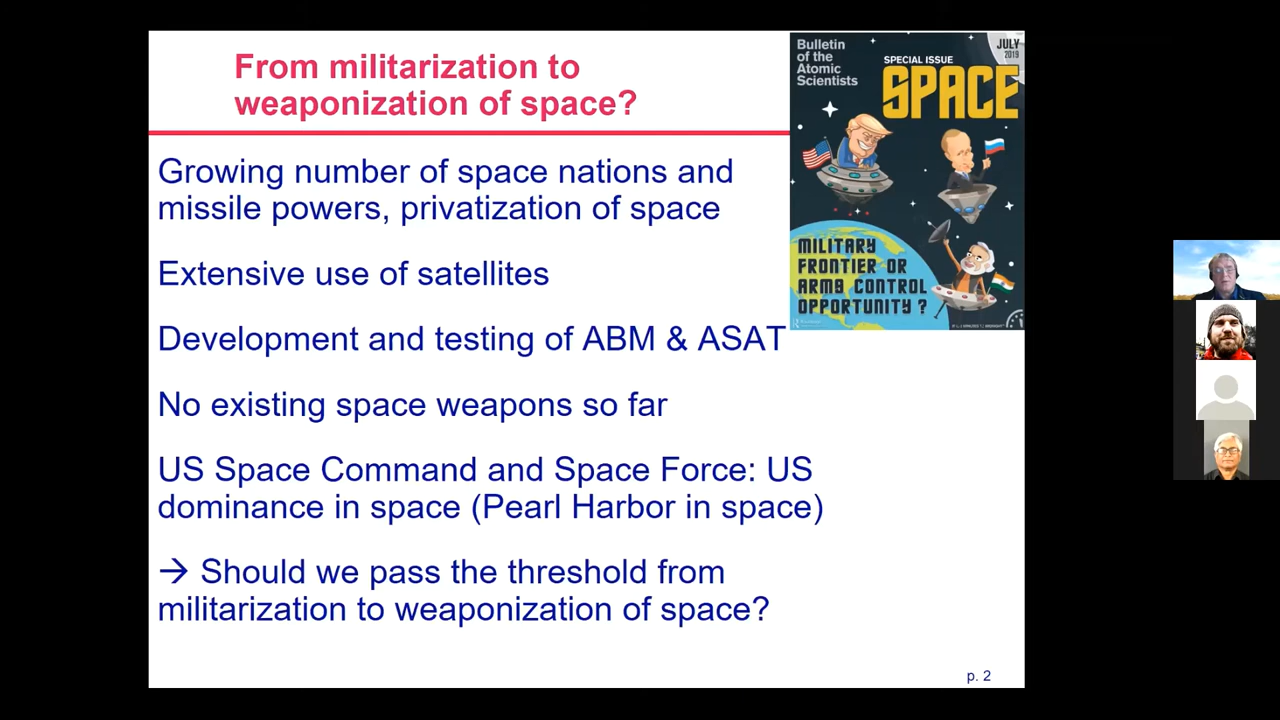 From militarization to
weaponization of space?
Growing number of space nations and
missile powers, privatization of space
Extensive use of satellites
Development and testing of ABM & ASAT
No existing space weapons so far
US Space Command and Space Force: US
dominance in space (Pearl Harbor in space)
→ Should we pass the threshold from
militarization to weaponization of space?
p. 2
Bulletin
of the
Atomic
Scientists
JULY
2019
SPECIAL ISSUE
SPACE
MILITARY
FRONTIER OR
ARMS CONTROL
OPPORTUNITY ?